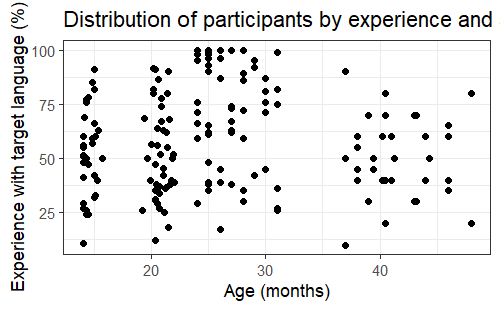 Distribution of participants by experience and
Experience with target language (%)
100
75
50
25
20
30
40
Age (months)